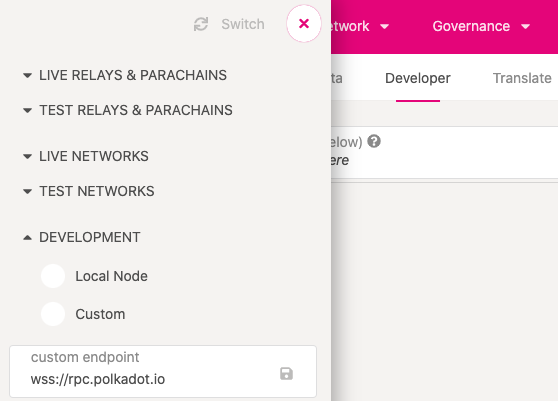 Switch
LIVE RELAYS & PARACHAINS
TEST RELAYS & PARACHAINS
LIVE NETWORKS
TEST NETWORKS
DEVELOPMENT
Local Node
Custom
custom endpoint
wss://rpc.polkadot.io
etwork
Governance
ta
Developer
Translate
elow)
ere